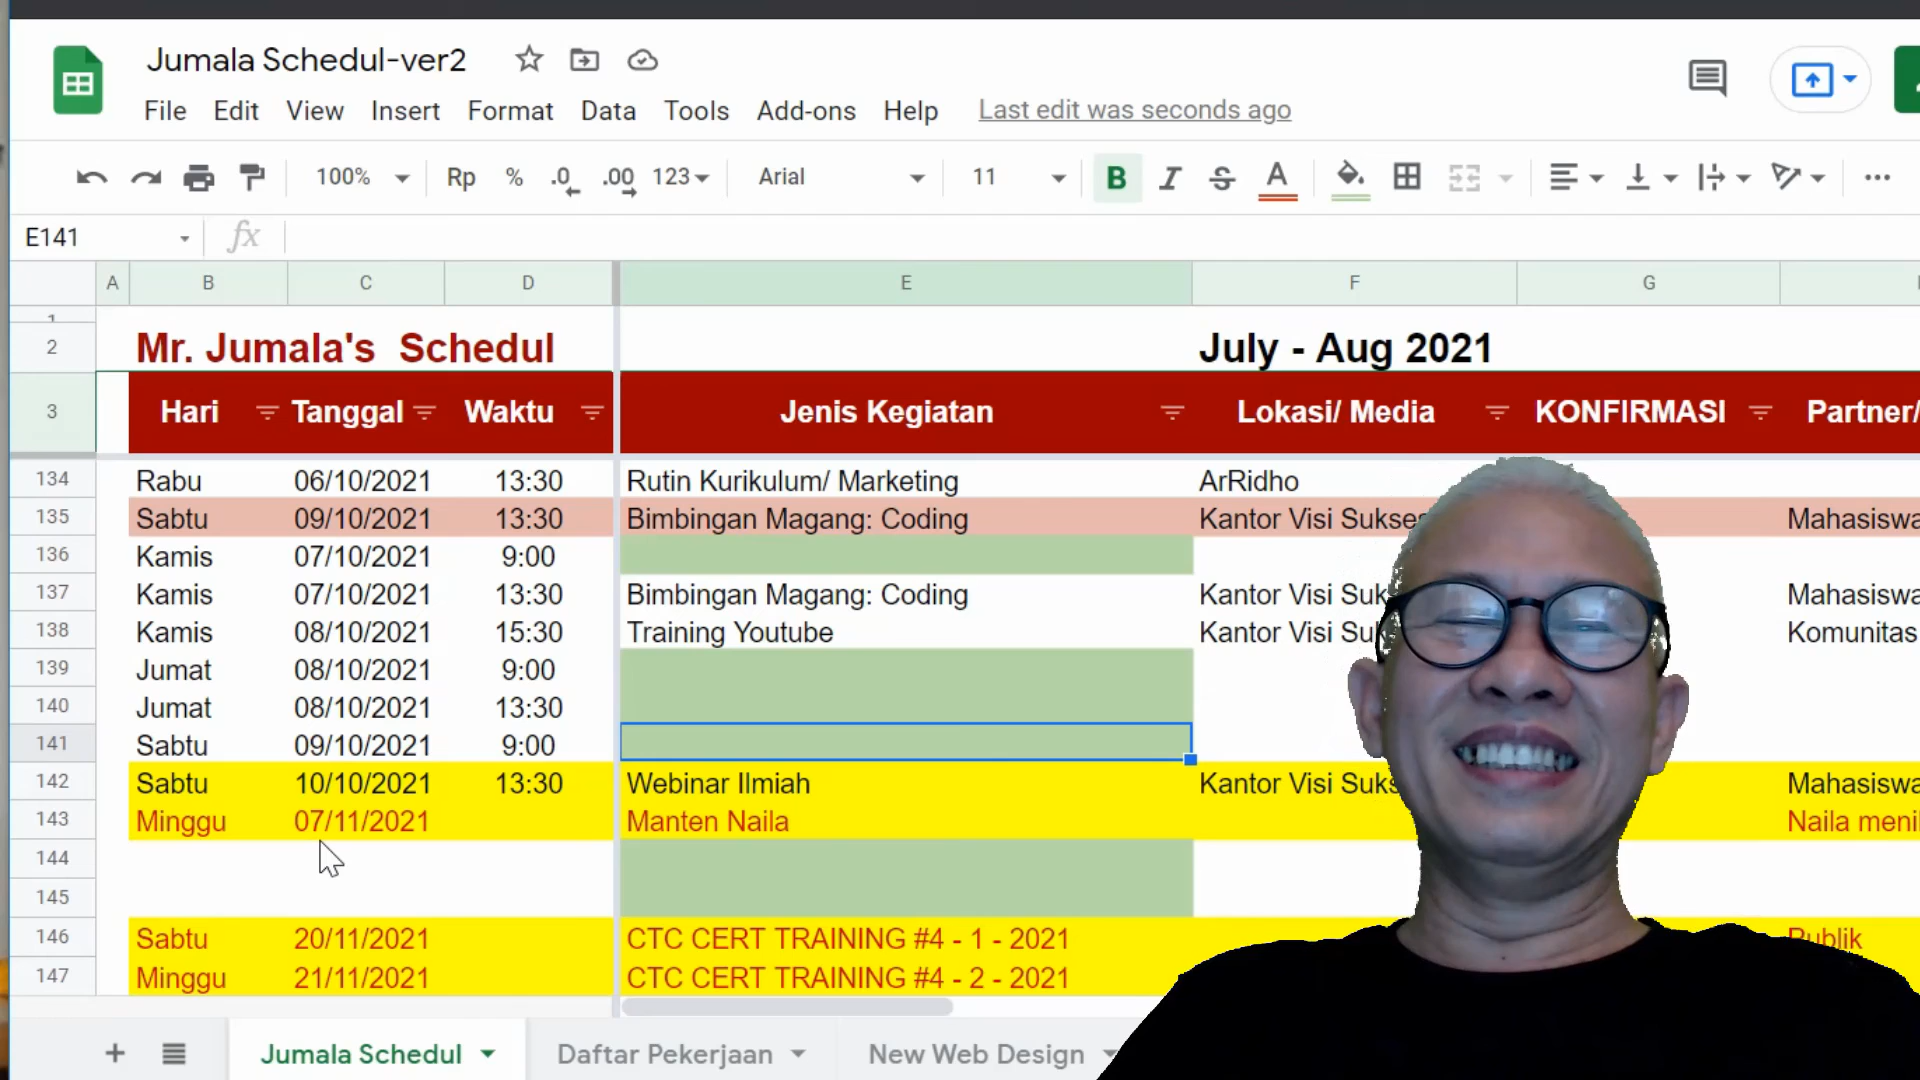 Jumala Schedul-ver2
File Edit View Insert Format Data Tools Add-ons Help Last edit was seconds ago
100% Rp % .0 .00 123 Arial 11 B I S A
E141 fx
A B C D E F G
1
2 Mr. Jumala's Schedul July - Aug 2021
3 Hari Tanggal Waktu Jenis Kegiatan Lokasi/ Media KONFIRMASI Partner/
134 Rabu 06/10/2021 13:30 Rutin Kurikulum/ Marketing ArRidho
135 Sabtu 09/10/2021 13:30 Bimbingan Magang: Coding Kantor Visi Sukses Mahasiswa
136 Kamis 07/10/2021 9:00
137 Kamis 07/10/2021 13:30 Bimbingan Magang: Coding Kantor Visi Suk Mahasiswa
138 Kamis 08/10/2021 15:30 Training Youtube Kantor Visi Su Komunitas
139 Jumat 08/10/2021 9:00
140 Jumat 08/10/2021 13:30
141 Sabtu 09/10/2021 9:00
142 Sabtu 10/10/2021 13:30 Webinar Ilmiah Kantor Visi Suks Mahasiswa
143 Minggu 07/11/2021 Manten Naila Naila meni
144
145
146 Sabtu 20/11/2021 CTC CERT TRAINING #4 - 1 - 2021 Publik
147 Minggu 21/11/2021 CTC CERT TRAINING #4 - 2 - 2021
Jumala Schedul Daftar Pekerjaan New Web Design